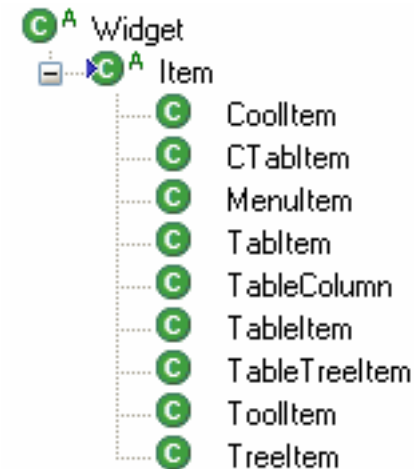 C A Widget
C A Item
C CoolItem
C CTabItem
C MenuItem
C TabItem
C TableColumn
C TableItem
C TableTreeItem
C ToolItem
C TreeItem